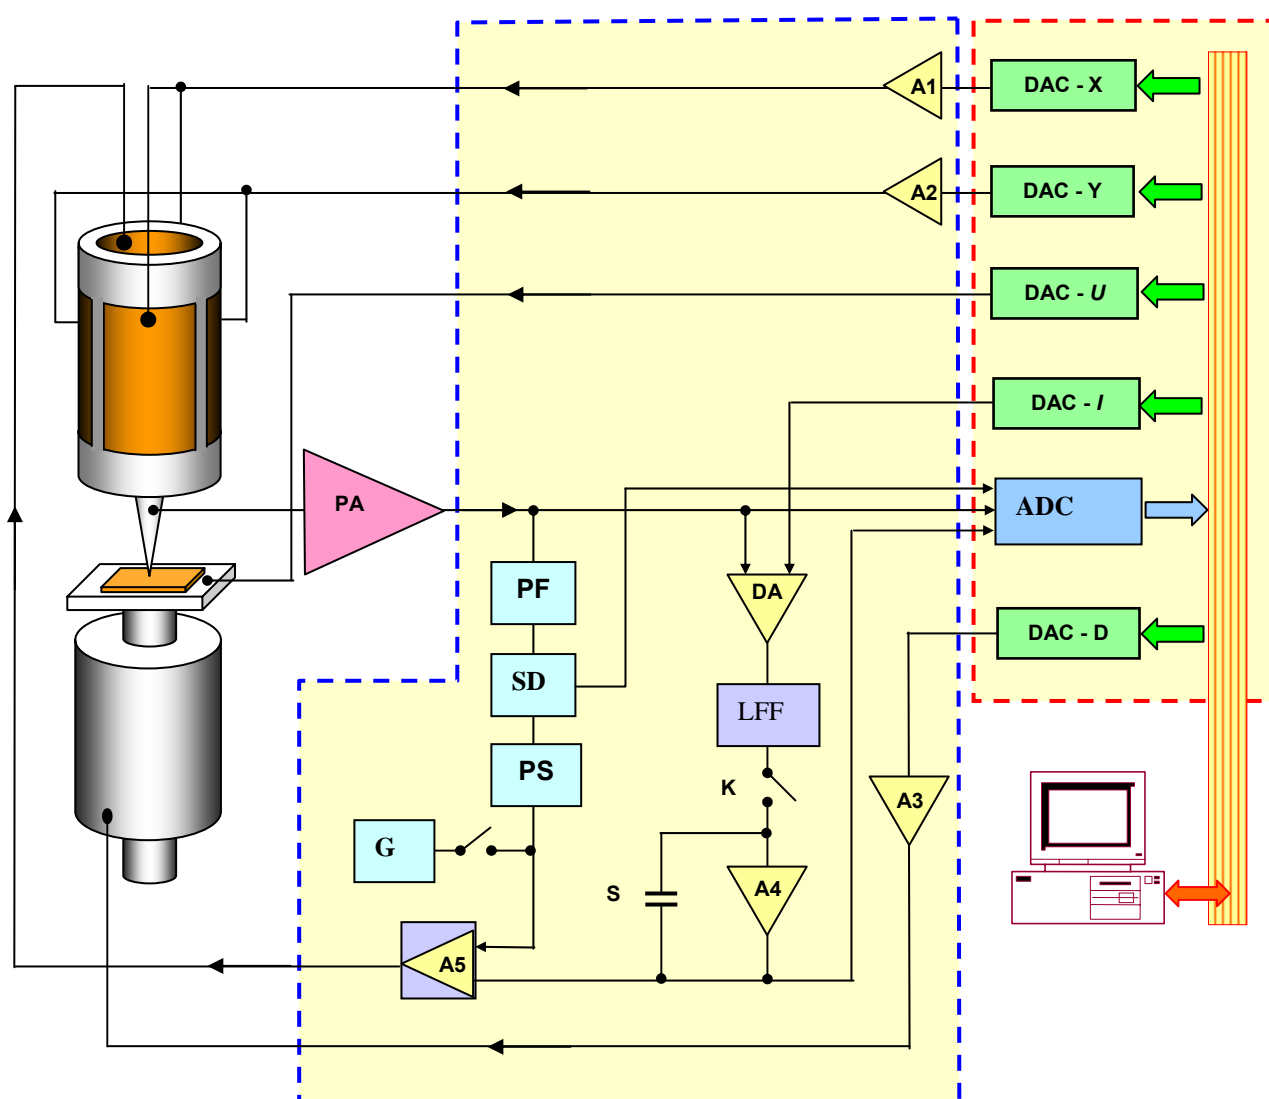 A1
DAC - X
A2
DAC - Y
DAC - U
DAC - I
PA
ADC
PF
DA
DAC - D
SD
LFF
PS
K
A3
G
S
A4
A5